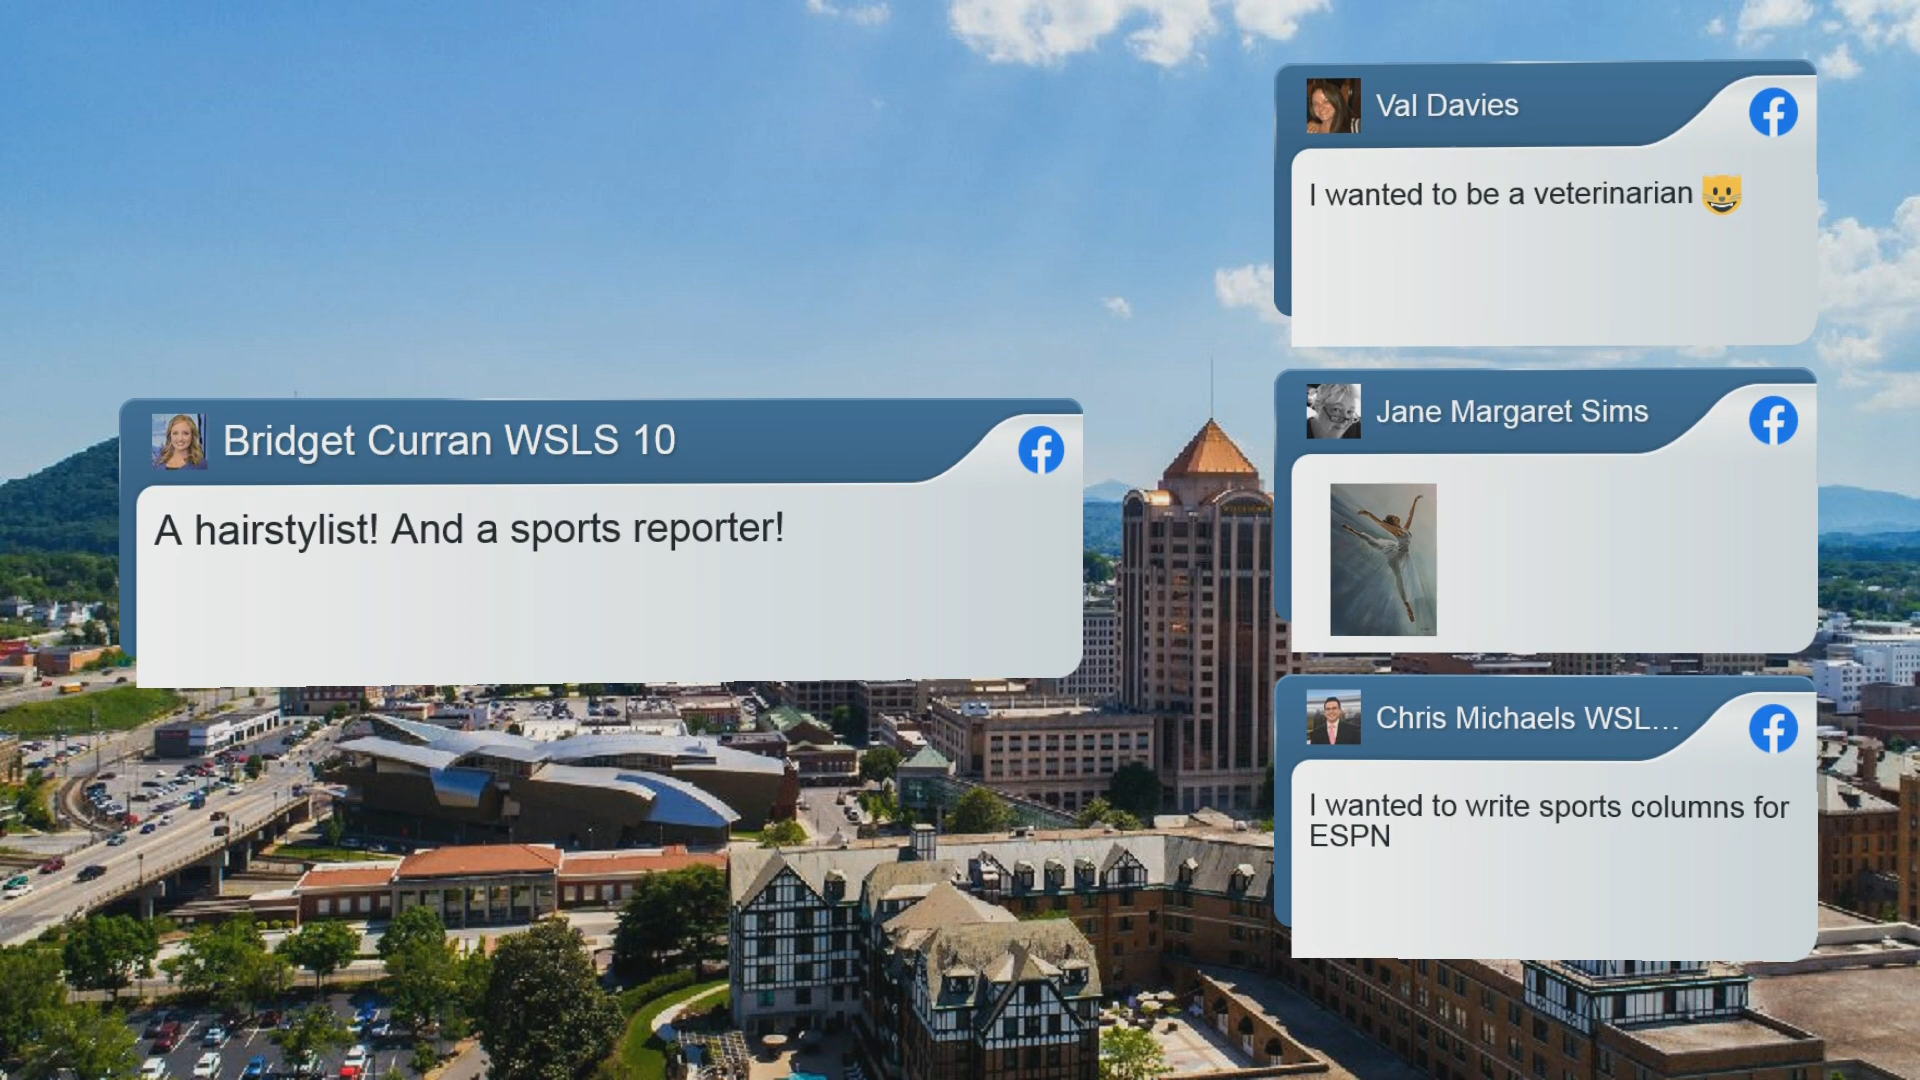 Bridget Curran WSLS 10
A hairstylist! And a sports reporter!
Val Davies
I wanted to be a veterinarian 😺
Jane Margaret Sims
Chris Michaels WSL...
I wanted to write sports columns for
ESPN